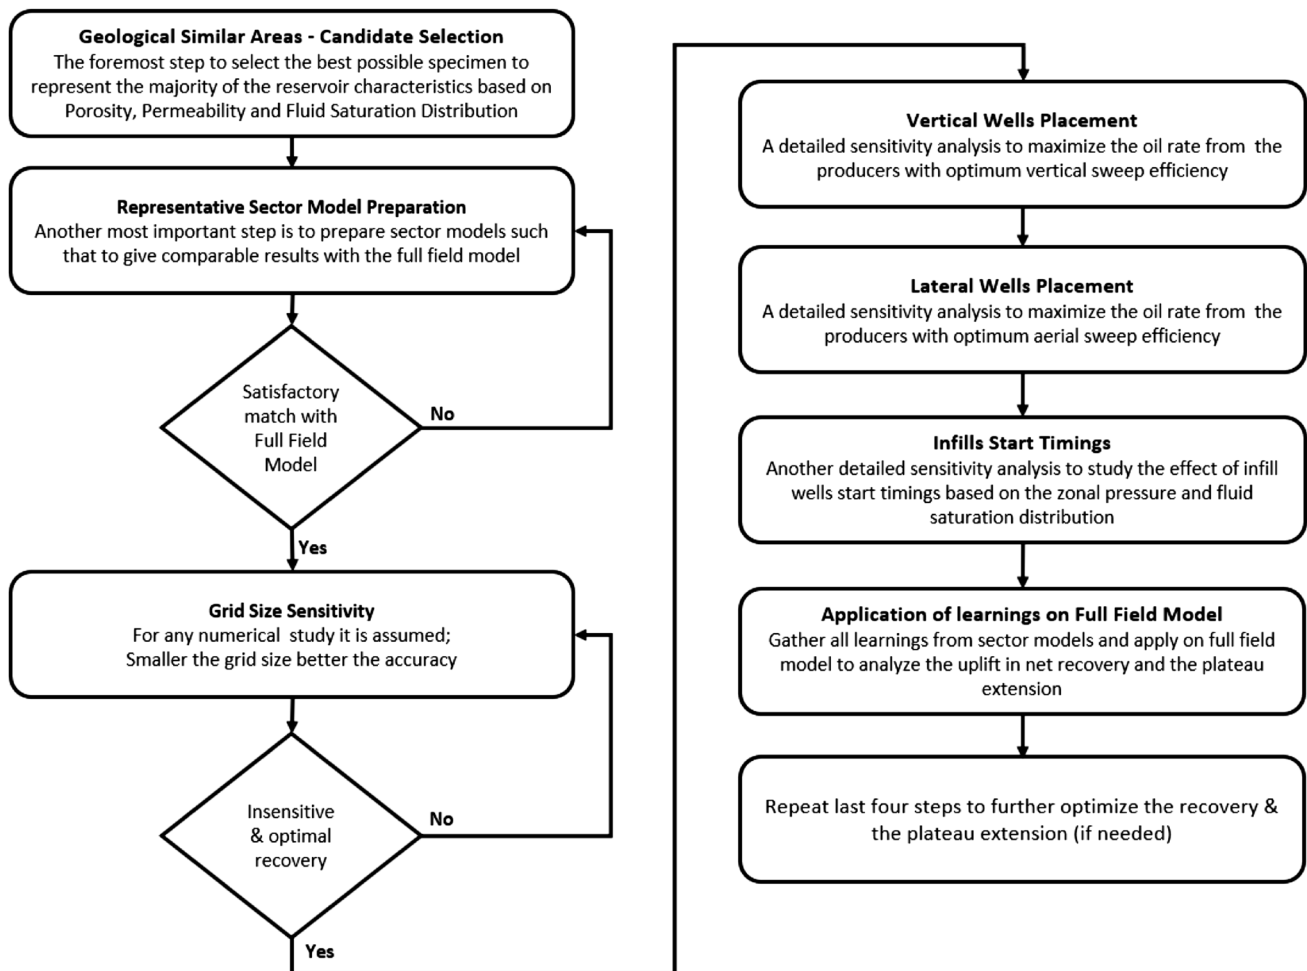 Geological Similar Areas - Candidate Selection
The foremost step to select the best possible specimen to
represent the majority of the reservoir characteristics based on
Porosity, Permeability and Fluid Saturation Distribution
Representative Sector Model Preparation
Another most important step is to prepare sector models such
that to give comparable results with the full field model
Satisfactory
match with
Full Field
Model
No
Yes
Grid Size Sensitivity
For any numerical study it is assumed;
Smaller the grid size better the accuracy
Insensitive
& optimal
recovery
No
Yes
Vertical Wells Placement
A detailed sensitivity analysis to maximize the oil rate from the
producers with optimum vertical sweep efficiency
Lateral Wells Placement
A detailed sensitivity analysis to maximize the oil rate from the
producers with optimum aerial sweep efficiency
Infills Start Timings
Another detailed sensitivity analysis to study the effect of infill
wells start timings based on the zonal pressure and fluid
saturation distribution
Application of learnings on Full Field Model
Gather all learnings from sector models and apply on full field
model to analyze the uplift in net recovery and the plateau
extension
Repeat last four steps to further optimize the recovery &
the plateau extension (if needed)